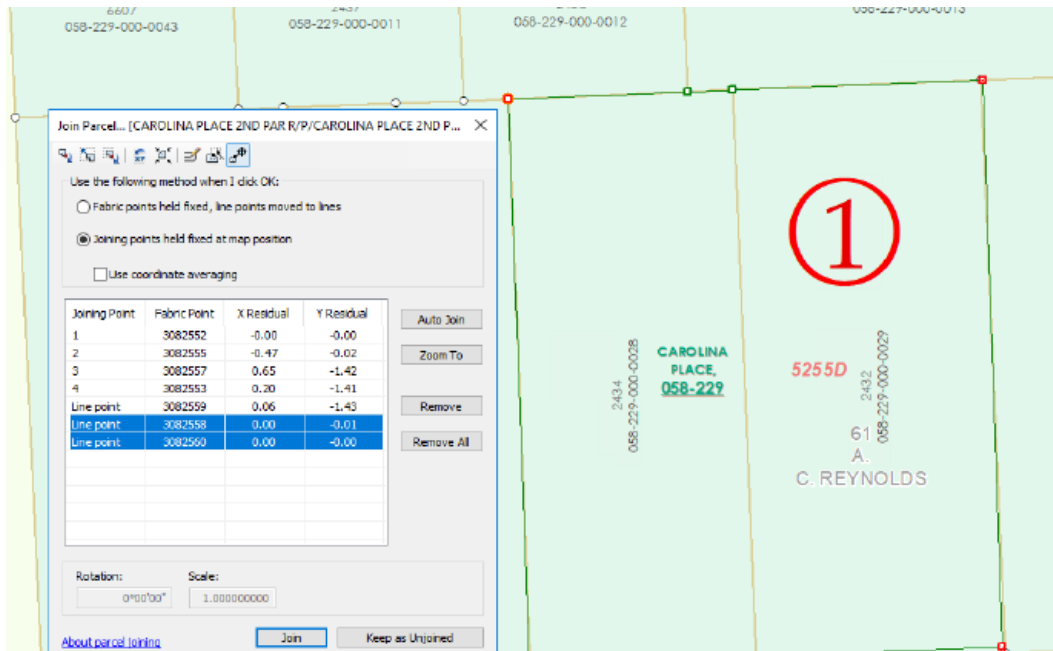 6607
058-229-000-0043
2437
058-229-000-0011
058-229-000-0012
058-229-000-0013
Join Parcel... [CAROLINA PLACE 2ND PAR R/P/CAROLINA PLACE 2ND P...
Use the following method when I click OK:
Fabric points held fixed, line points moved to lines
Joining points held fixed at map position
Use coordinate averaging
Joining Point Fabric Point X Residual Y Residual
1 3082552 -0.00 -0.00
2 3082555 -0.47 -0.02
3 3082557 0.65 -1.42
4 3082553 0.20 -1.41
Line point 3082559 0.06 -1.43
Line point 3082558 0.00 -0.01
Line point 3082560 0.00 -0.00
Auto Join
Zoom To
Remove
Remove All
Rotation: Scale:
0°00'00" 1.000000000
About parcel joining
Join
Keep as Unjoined
1
2434
058-229-000-0028
CAROLINA
PLACE,
058-229
5255D
2432
058-229-000-0029
61
A.
C. REYNOLDS